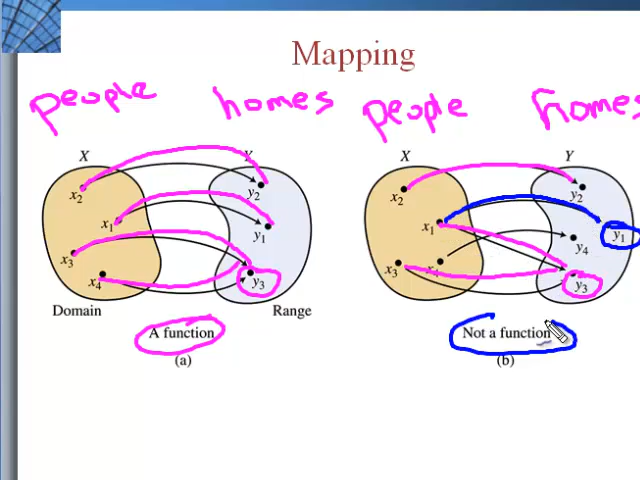 Mapping
people homes people homes
X Y X Y
x2 y2 x2 y2
x1 y1 x1 y1
y4
x3 x3 x4
x4 y3 y3
Domain Range
A function Not a function
(a) (b)